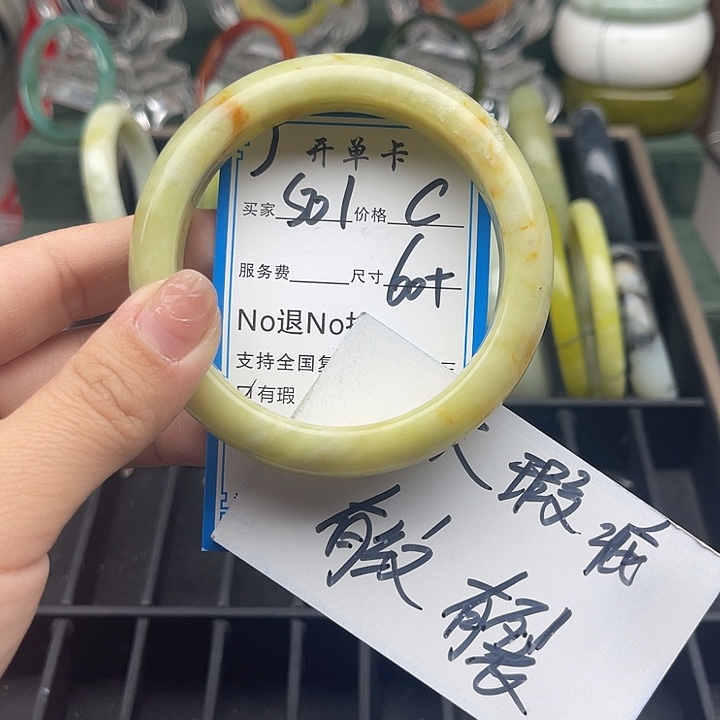 开单卡
买家 501 价格 C
服务费 尺寸 60+
No退No
支持全国复
☑有瑕
瑕疵
有纹 有裂